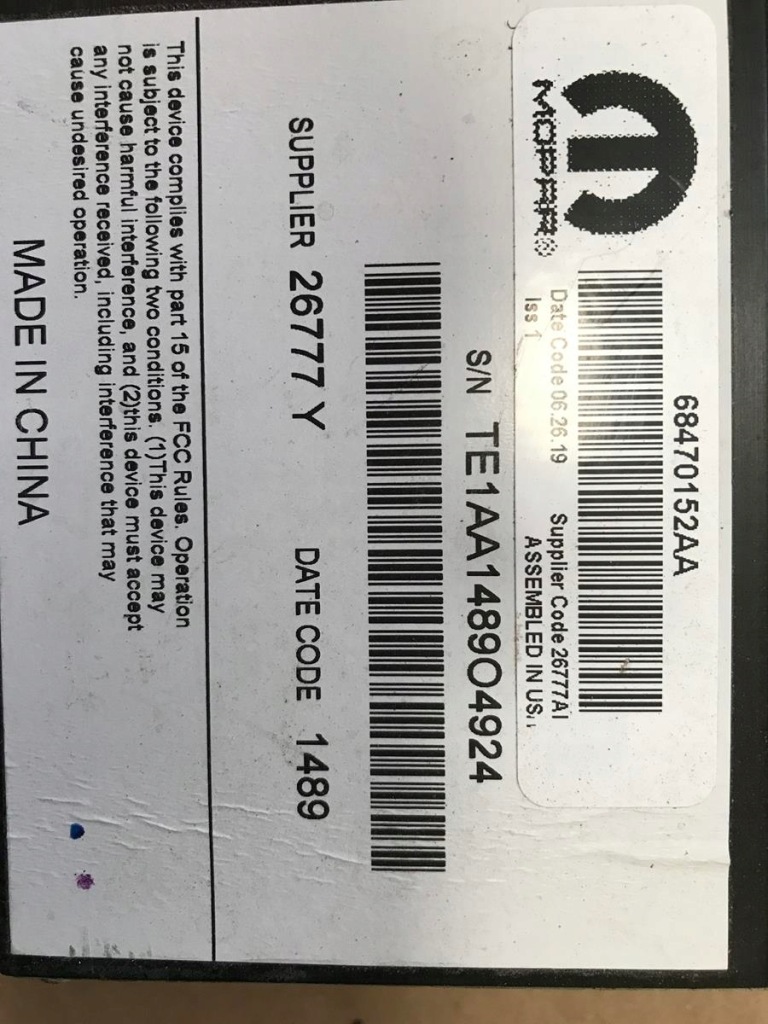 68470152AA
MOPAR®
Date Code 06.26.19 Supplier Code 26777AI
Iss 1 ASSEMBLED IN
S/N TE1AA1489O4924
SUPPLIER 26777 Y DATE CODE 1489
This device complies with part 15 of the FCC Rules. Operation
is subject to the following two conditions. (1)This device may
not cause harmful interference, and (2)this device must accept
any interference received, including interference that may
cause undesired operation.
MADE IN CHINA